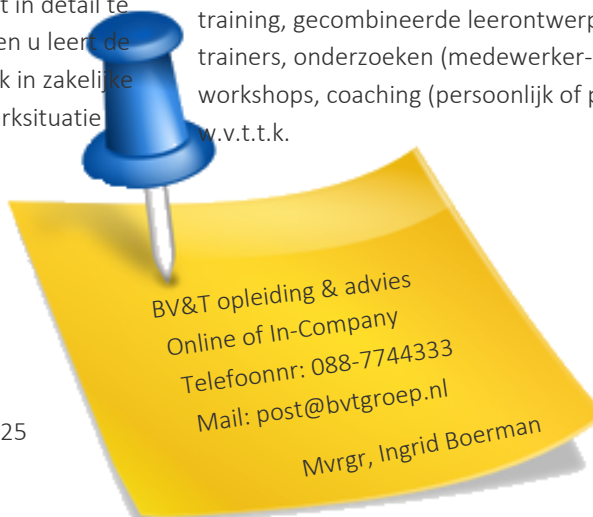 t in detail te
en u leert de
k in zakelijke
rksituatie
training, gecombineerde leerontwerp
trainers, onderzoeken (medewerker-
workshops, coaching (persoonlijk of p
w.v.t.t.k.
BV&T opleiding & advies
Online of In-Company
Telefoonnr: 088-7744333
Mail: post@bvtgroep.nl
Mvrgr, Ingrid Boerman
25